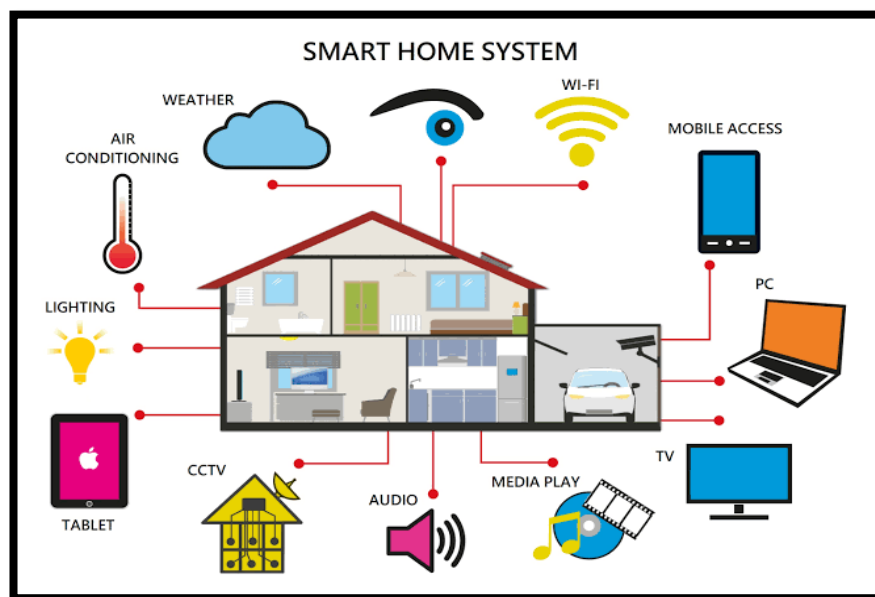 SMART HOME SYSTEM
WEATHER
WI-FI
MOBILE ACCESS
AIR
CONDITIONING
LIGHTING
PC
TABLET
CCTV
AUDIO
MEDIA PLAY
TV